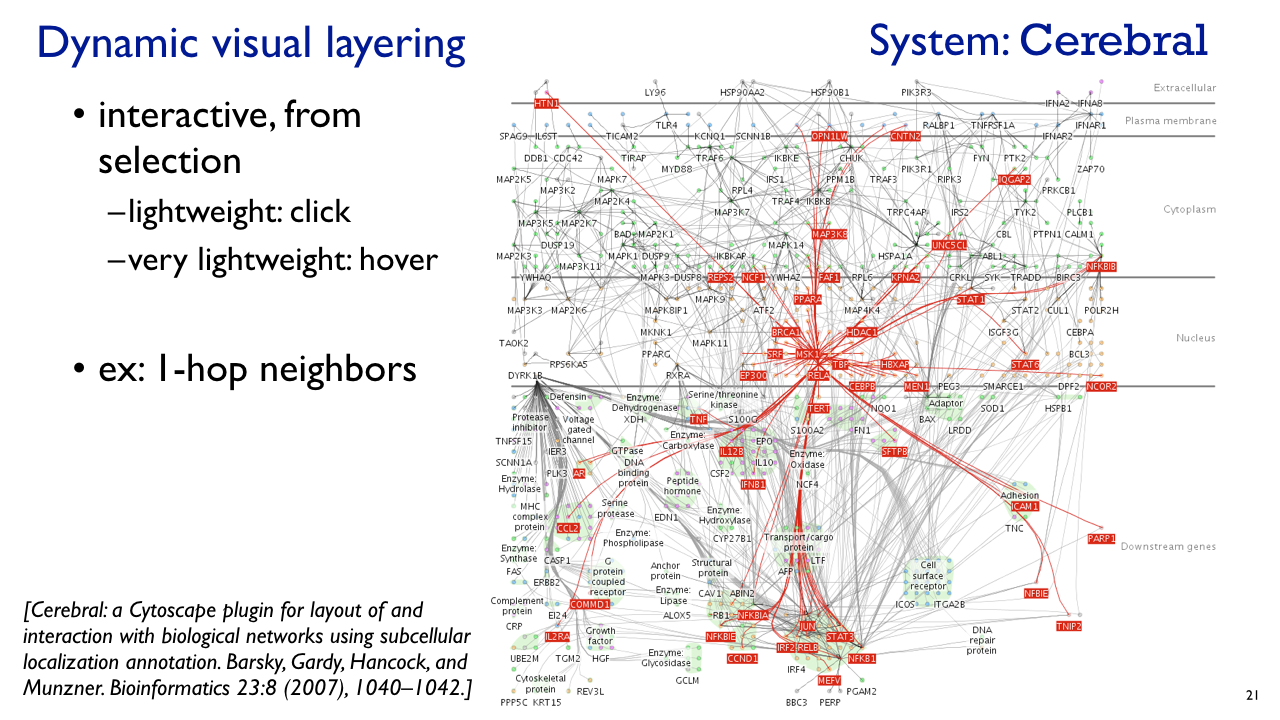 Dynamic visual layering
System: Cerebral
• interactive, from
selection
–lightweight: click
–very lightweight: hover
• ex: 1-hop neighbors
[Cerebral: a Cytoscape plugin for layout of and
interaction with biological networks using subcellular
localization annotation. Barsky, Gardy, Hancock, and
Munzner. Bioinformatics 23:8 (2007), 1040–1042.]
LY96 HSP90AA2 HSP90B1 PIK3R3 Extracellular
HTN1 IFNA2 IFNA8
Plasma membrane
TLR4 RALBP1 TNFRSF1A IFNAR1
SPAG9 IL6ST TICAM2 KCNQ1 SCNN1B OPN1LW CNTN2 IFNAR2
DDB1 CDC42 TIRAP TRAF6 IKBKE CHUK FYN PTK2
MYD88 PIK3R1 ZAP70
MAP2K5 MAPK7 IRS1 PPM1B TRAF3 RIPK3 IQGAP2
MAP3K2 RPL4 PRKCB1
MAP2K4 TRAF4 IKBKB
MAP3K7 TRPC4AP IRS2 TYK2 PLCB1 Cytoplasm
MAP3K5 MAP2K7
BAD MAP2K1 MAP3K8 CBL PTPN1 CALM1
DUSP19 MAPK14 UNC5CL
MAP2K3 MAPK1 DUSP9 IKBKAP HSPA1A ABL1
MAP3K11 NFKBIB
YWHAQ MAPK3 DUSP8 REPS2 NCF1 YWHAZ FAF1 RPL6 KPNA2 CRKL SYK TRADD BIRC3
MAPK9 PPARA STAT1
MAP3K3 MAP2K6 MAPK8IP1 ATF2 MAP4K4 STAT2 CUL1 POLR2H
MKNK1 BRCA1 HDAC1 ISGF3G CEBPA
TAOK2 MAPK11 Nucleus
PPARG SRF MSK1 BCL3
RPS6KA5 TBP HBXAP STAT6
DYRK1B RXRA EP300 RELA
CEBPB MEN1 PEG3 SMARCE1 DPF2 NCOR2
Defensin Enzyme:
Dehydrogenase Serine/threonine
kinase Adaptor
TERT NOO1 SOD1 HSPB1
Protease
inhibitor Voltage
gated
channel XDH TNF S100G BAX
S100A2 FN1 LRDD
TNFSF15 Enzyme:
Carboxylase EPO
IER3 GTPase IL12B SFTPB
SCNN1A DNA
binding
protein IL10 Enzyme:
Oxidase
PLK3 AR CSF2
Enzyme:
Hydrolase Peptide
hormone IFNB1 NCF4
Adhesion
ICAM1
MHC
complex
protein Serine
protease EDN1 Enzyme:
Hydroxylase
CCL2 TNC
Enzyme:
Phospholipase CYP27B1 Transport/cargo
protein PARP1
Downstream genes
Enzyme:
Synthase CASP1 G
protein
coupled
receptor Anchor
protein Structural
protein LTF
FAS AFP Cell
surface
receptor
ERBB2 Enzyme:
Lipase CAV1 ABIN2 NFBIE
Complement
protein COMMD1 ICOS ITGA2B
EI24 ALOX5 RB1 NFKBIA
CRP JUN TNIP2
IL2RA Growth
factor NFKBIE STAT3
DNA
repair
protein
IRF2 RELB
UBE2M TGM2 HGF Enzyme:
Glycosidase CCND1 NFKB1
IRF4
GCLM MEFV
Cytoskeletal
protein REV3L PGAM2
PPP5C KRT15 BBC3 PERP
21